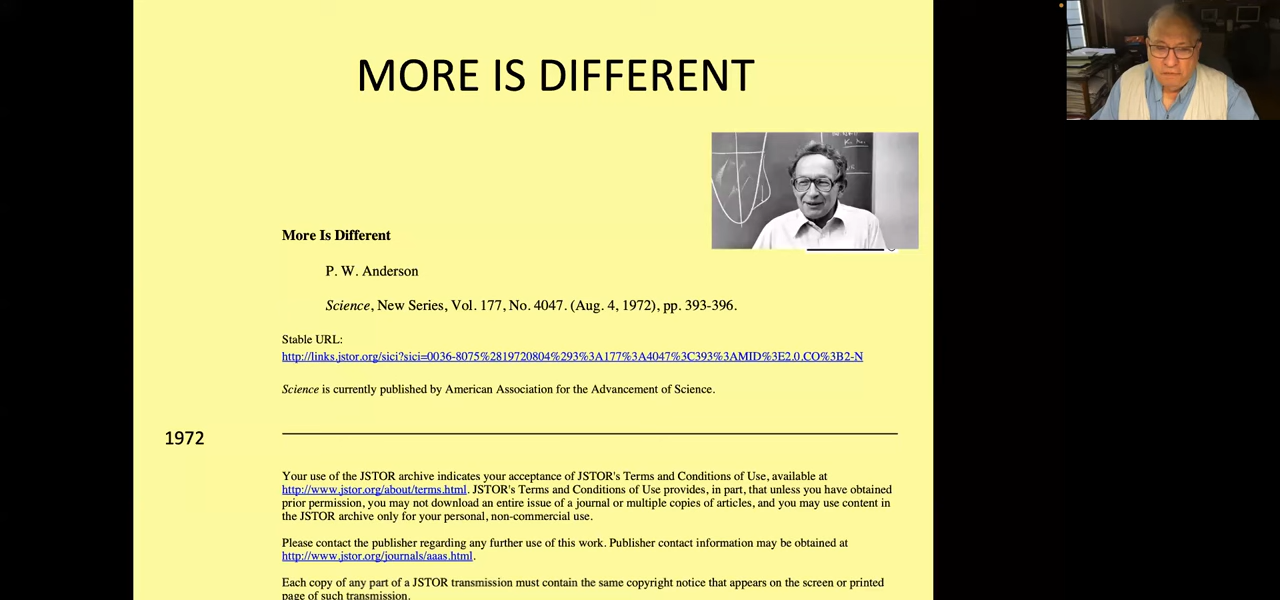 MORE IS DIFFERENT
More Is Different
P. W. Anderson
Science, New Series, Vol. 177, No. 4047. (Aug. 4, 1972), pp. 393-396.
Stable URL:
http://links.jstor.org/sici?sici=0036-8075%2819720804%293%3A177%3A4047%3C393%3AMID%3E2.0.CO%3B2-N
Science is currently published by American Association for the Advancement of Science.
1972
Your use of the JSTOR archive indicates your acceptance of JSTOR's Terms and Conditions of Use, available at
http://www.jstor.org/about/terms.html. JSTOR's Terms and Conditions of Use provides, in part, that unless you have obtained
prior permission, you may not download an entire issue of a journal or multiple copies of articles, and you may use content in
the JSTOR archive only for your personal, non-commercial use.
Please contact the publisher regarding any further use of this work. Publisher contact information may be obtained at
http://www.jstor.org/journals/aaas.html.
Each copy of any part of a JSTOR transmission must contain the same copyright notice that appears on the screen or printed
page of such transmission.